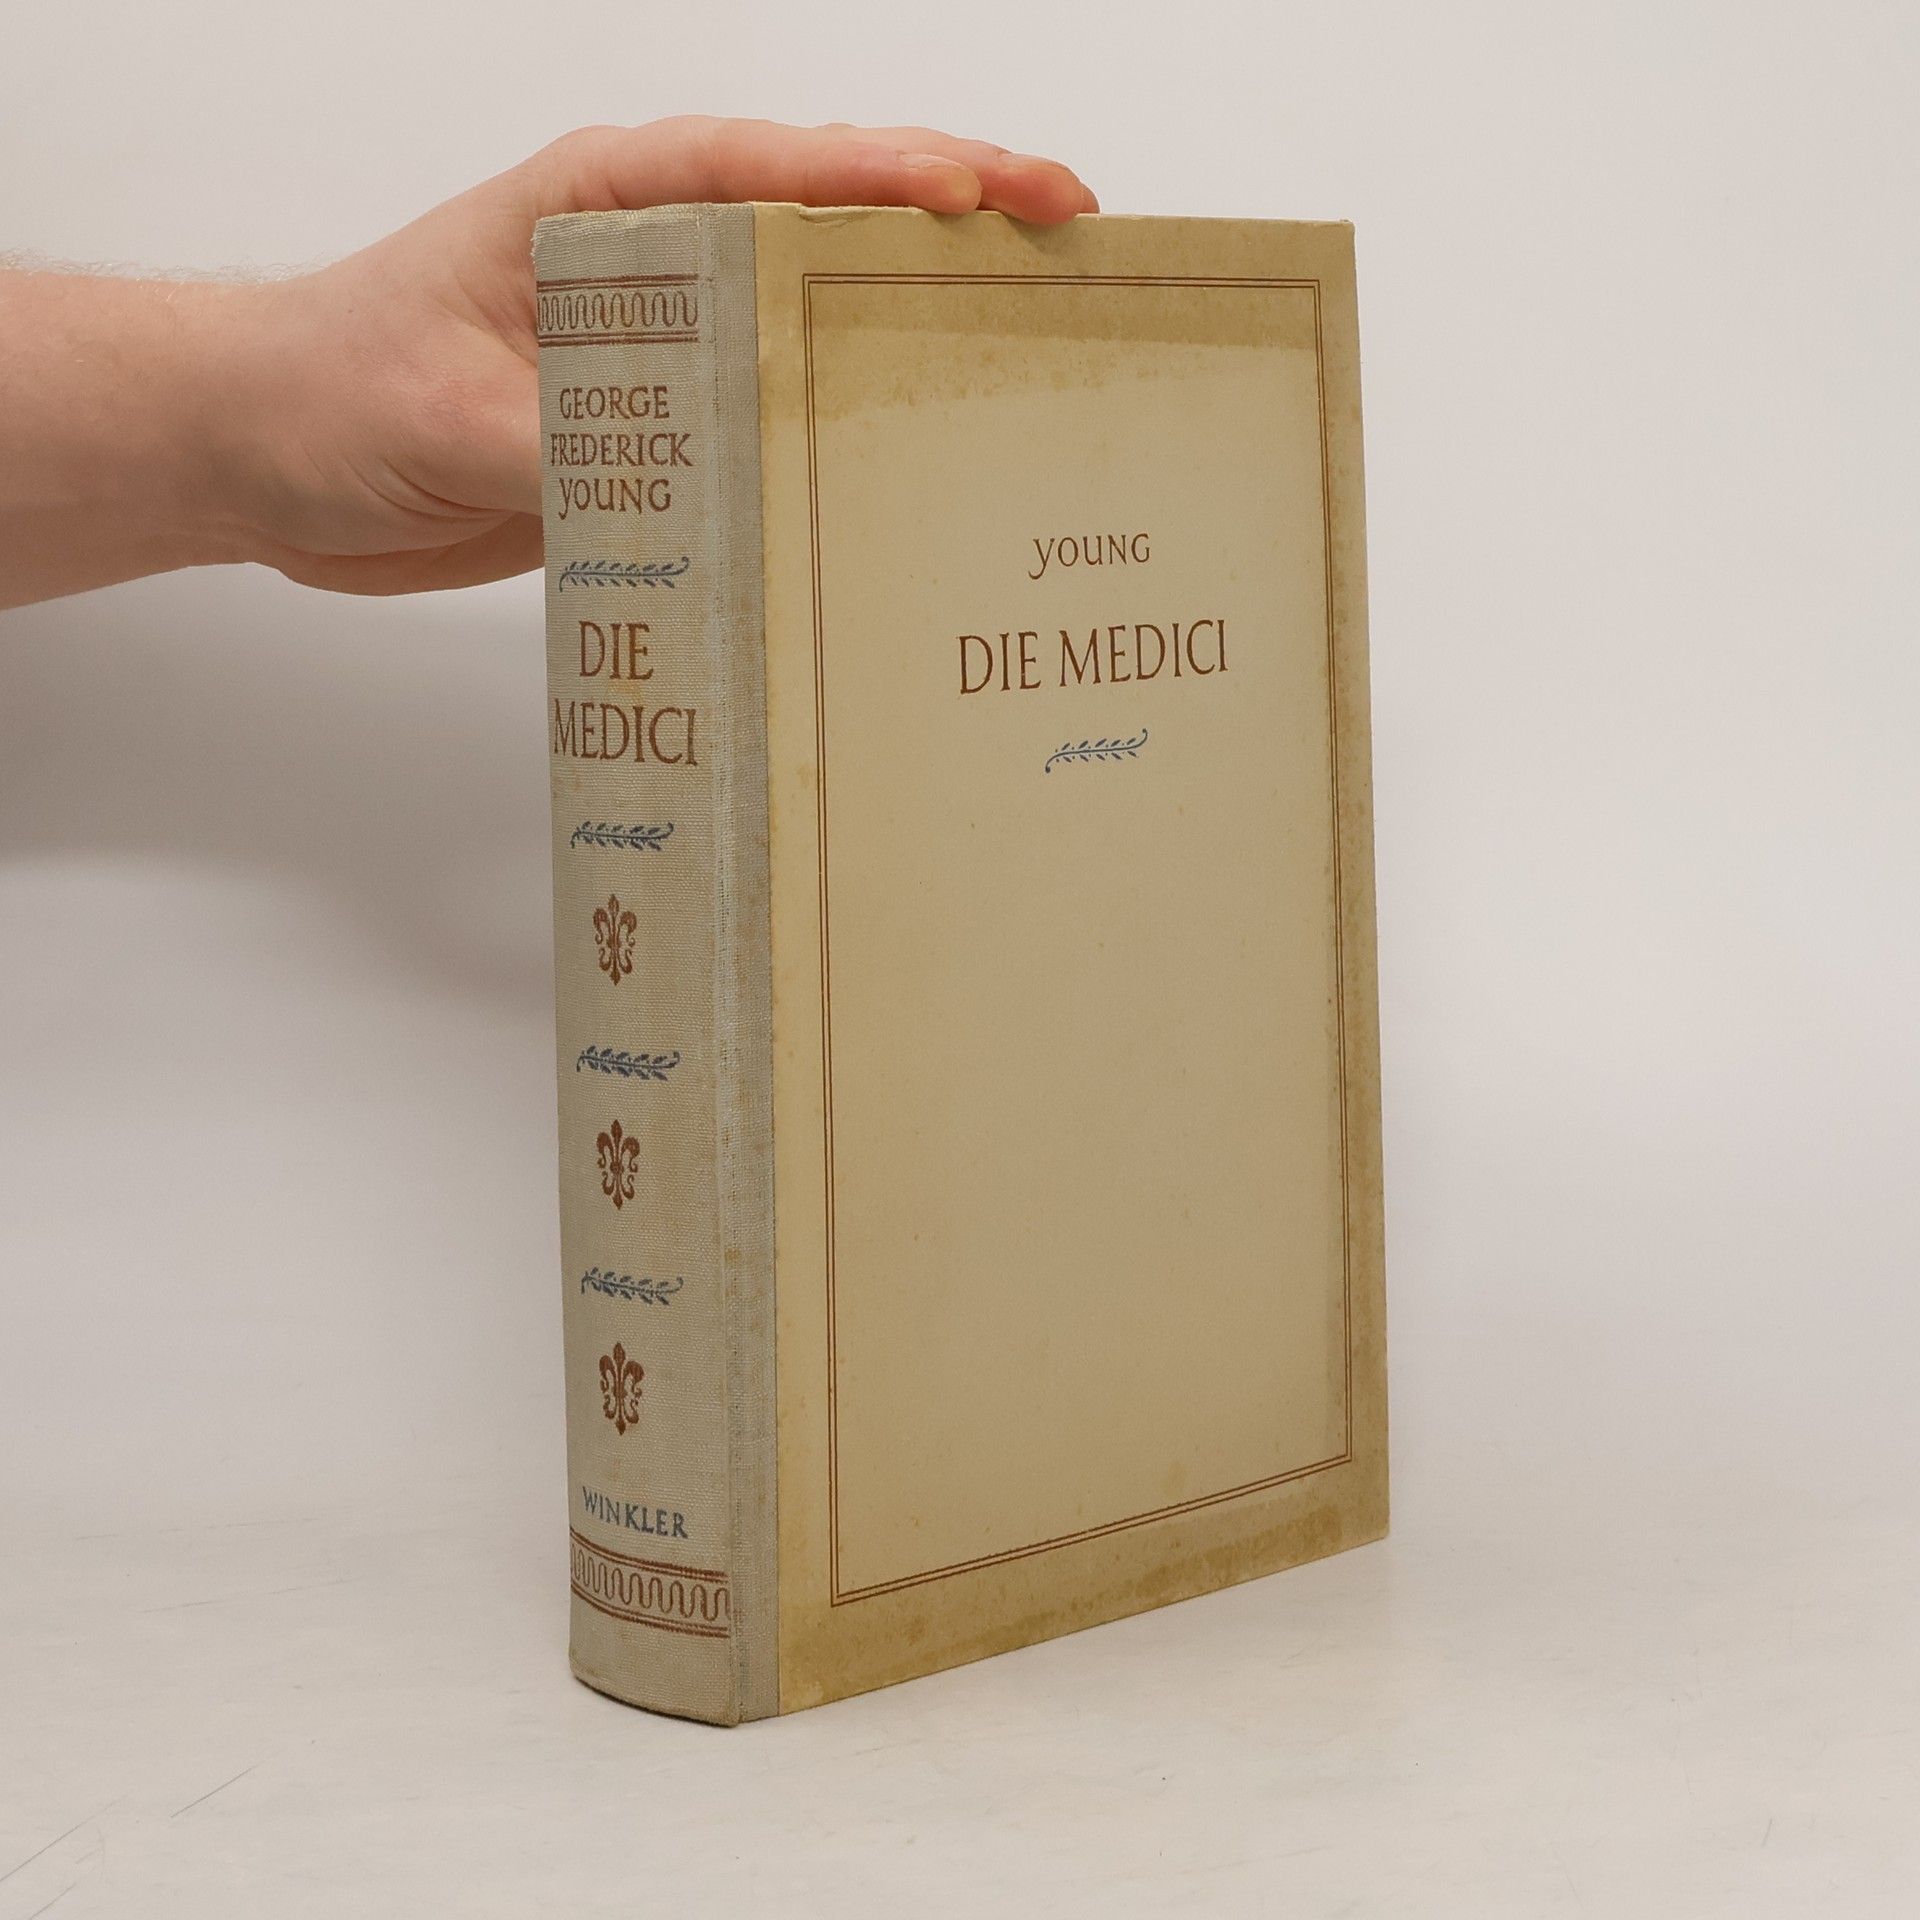 GEORGE
FREDERICK
YOUNG
DIE
MEDICI
WINKLER
YOUNG
DIE MEDICI